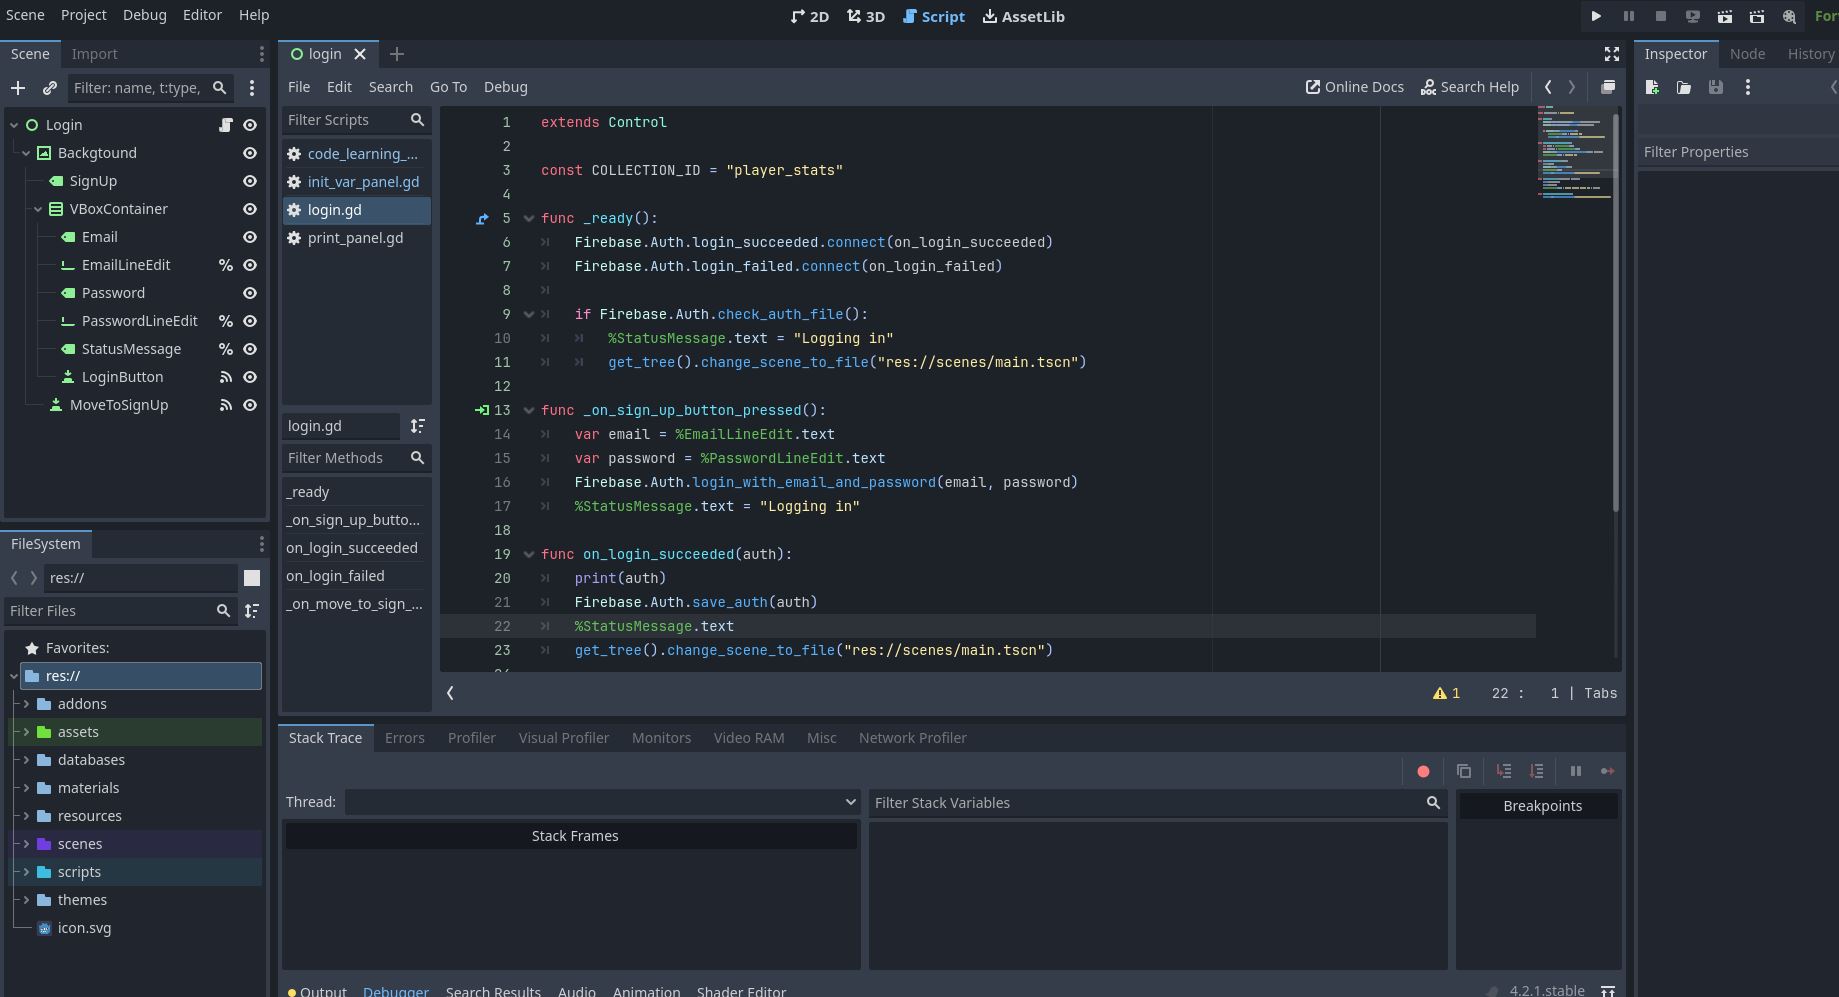 Scene Project Debug Editor Help
2D 3D Script AssetLib
Scene Import
Filter: name, t:type,
Login
Backgtound
SignUp
VBoxContainer
Email
EmailLineEdit %
Password
PasswordLineEdit %
StatusMessage %
LoginButton
MoveToSignUp
FileSystem
res://
Filter Files
Favorites:
res://
addons
assets
databases
materials
resources
scenes
scripts
themes
icon.svg
login
File Edit Search Go To Debug
Online Docs Search Help
Filter Scripts
code_learning_...
init_var_panel.gd
login.gd
print_panel.gd
login.gd
Filter Methods
_ready
_on_sign_up_butto...
on_login_succeeded
on_login_failed
_on_move_to_sign_...
1 extends Control
2
3 const COLLECTION_ID = "player_stats"
4
5 func _ready():
6 Firebase.Auth.login_succeeded.connect(on_login_succeeded)
7 Firebase.Auth.login_failed.connect(on_login_failed)
8
9 if Firebase.Auth.check_auth_file():
10 %StatusMessage.text = "Logging in"
11 get_tree().change_scene_to_file("res://scenes/main.tscn")
12
13 func _on_sign_up_button_pressed():
14 var email = %EmailLineEdit.text
15 var password = %PasswordLineEdit.text
16 Firebase.Auth.login_with_email_and_password(email, password)
17 %StatusMessage.text = "Logging in"
18
19 func on_login_succeeded(auth):
20 print(auth)
21 Firebase.Auth.save_auth(auth)
22 %StatusMessage.text
23 get_tree().change_scene_to_file("res://scenes/main.tscn")
1 22 : 1 | Tabs
Stack Trace Errors Profiler Visual Profiler Monitors Video RAM Misc Network Profiler
Thread:
Filter Stack Variables
Breakpoints
Stack Frames
Output Debugger Search Results Audio Animation Shader Editor
4.2.1.stable
Inspector Node History
Filter Properties